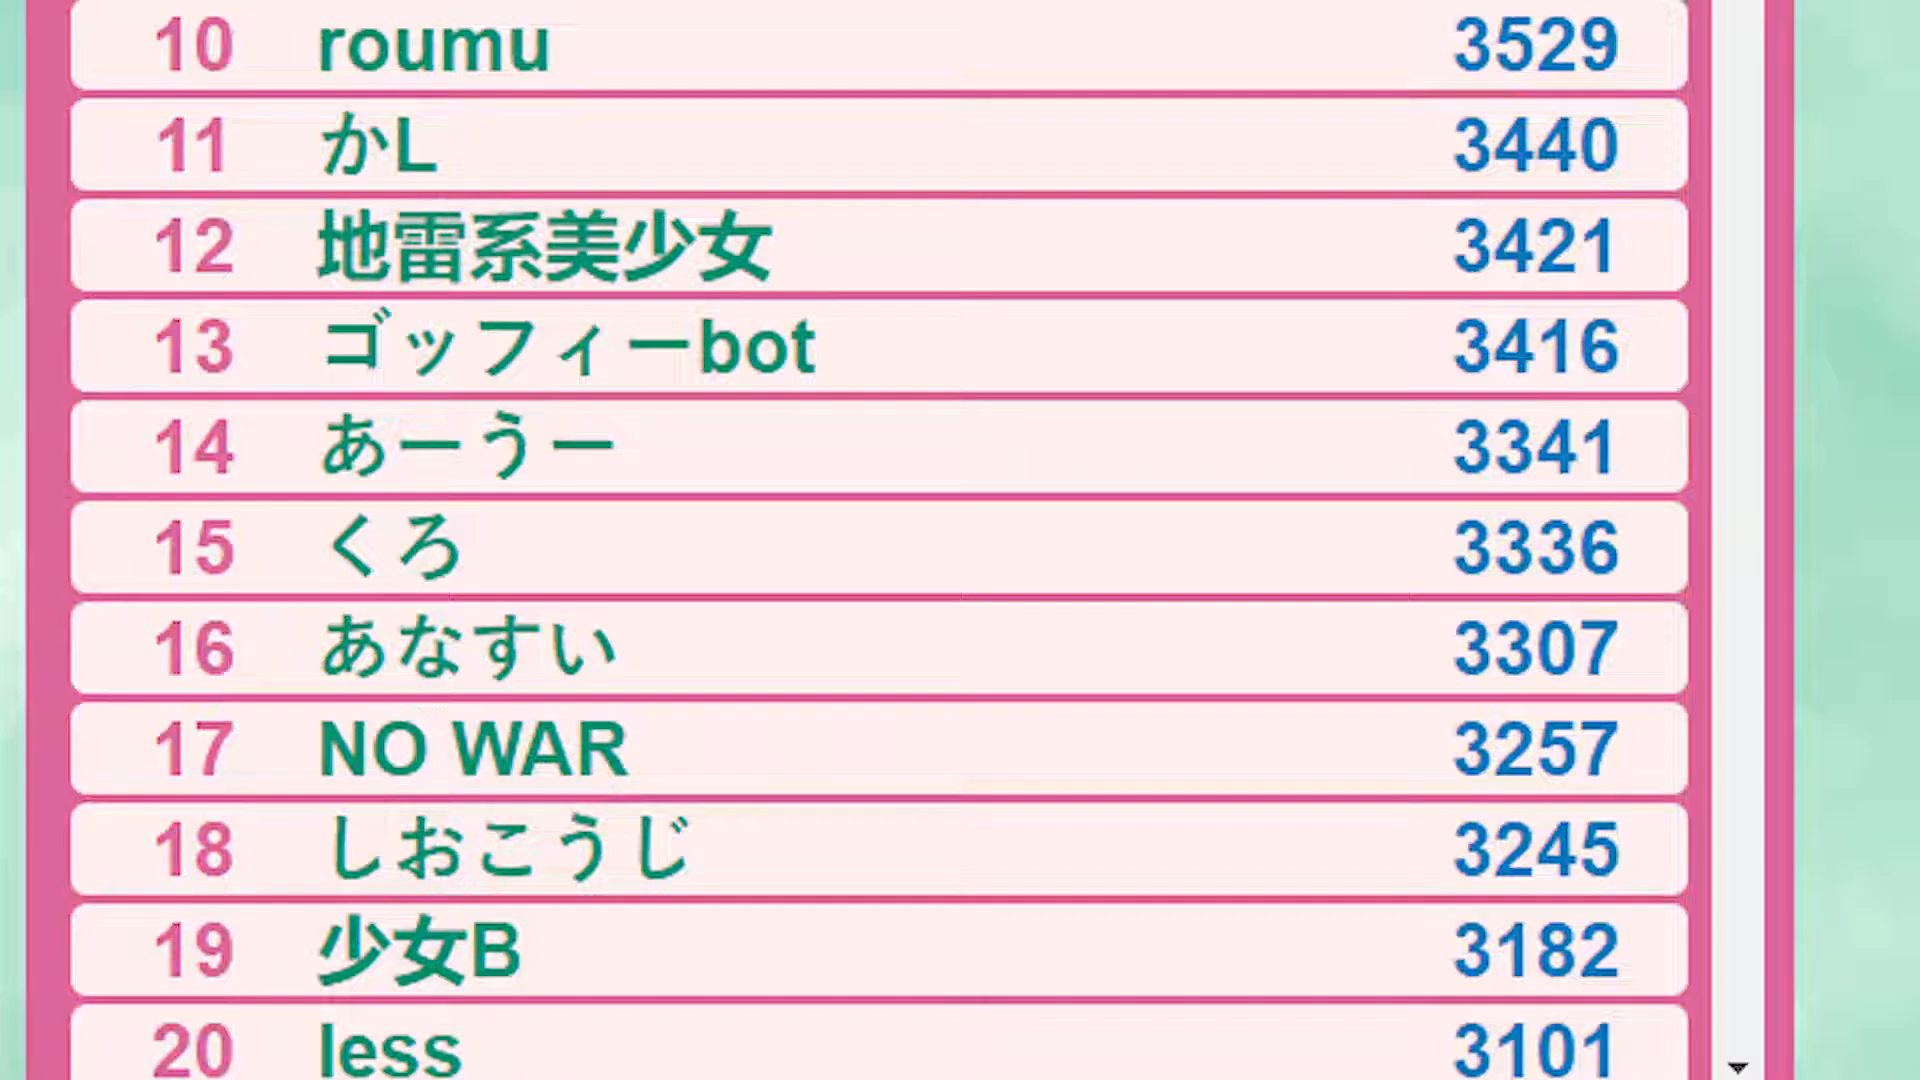 10 roumu 3529
11 かL 3440
12 地雷系美少女 3421
13 ゴッフィーbot 3416
14 あーうー 3341
15 くろ 3336
16 あなすい 3307
17 NO WAR 3257
18 しおこうじ 3245
19 少女B 3182
20 less 3101